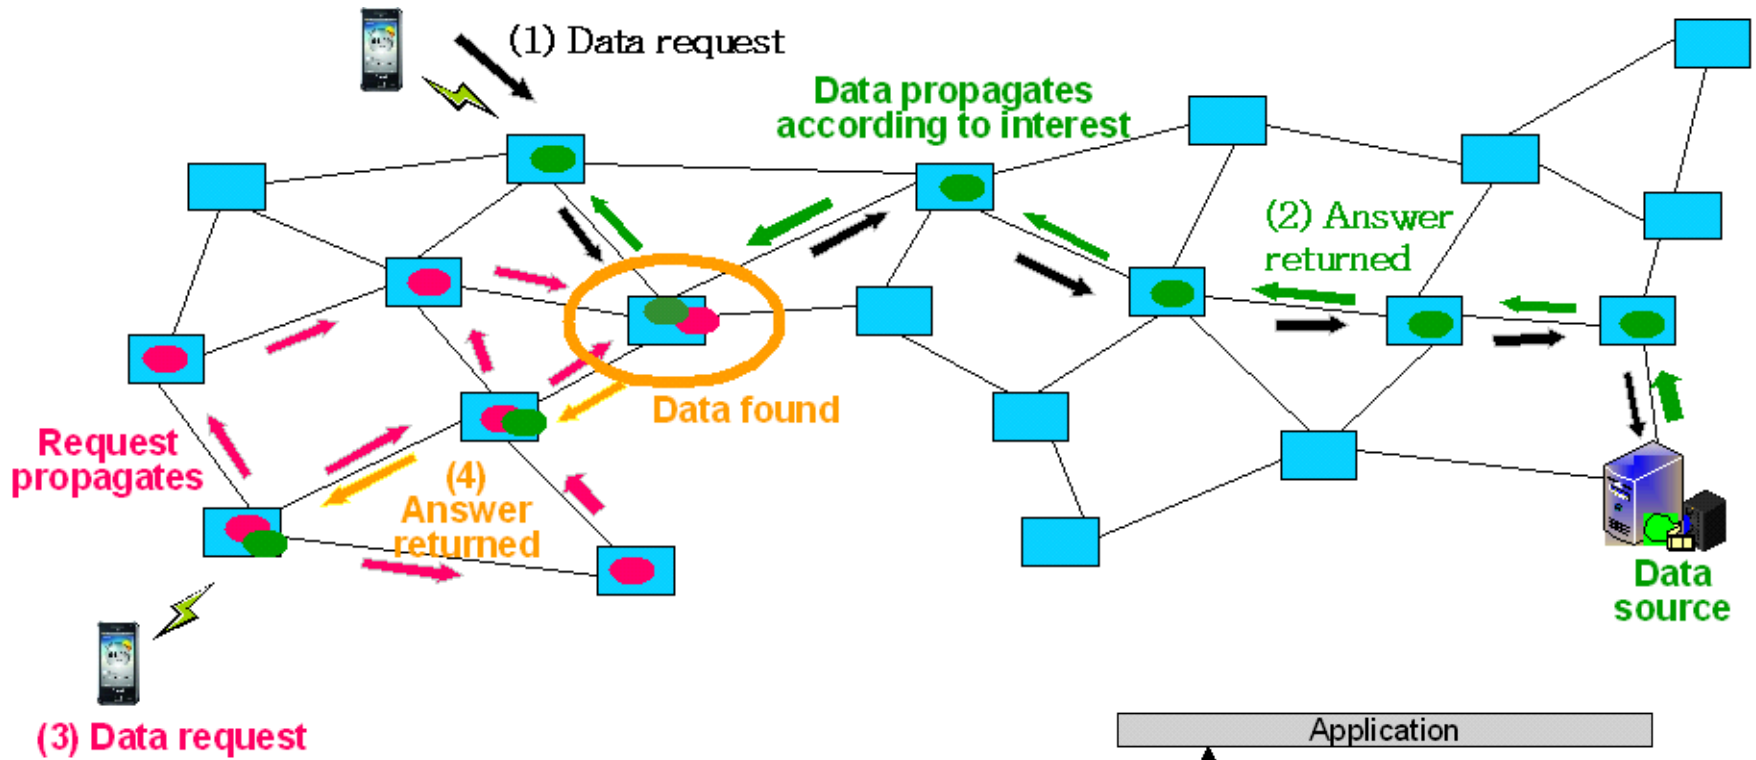 (1) Data request
Data propagates
according to interest
(2) Answer
returned
Data found
Request
propagates
(4)
Answer
returned
Data
source
(3) Data request
Application